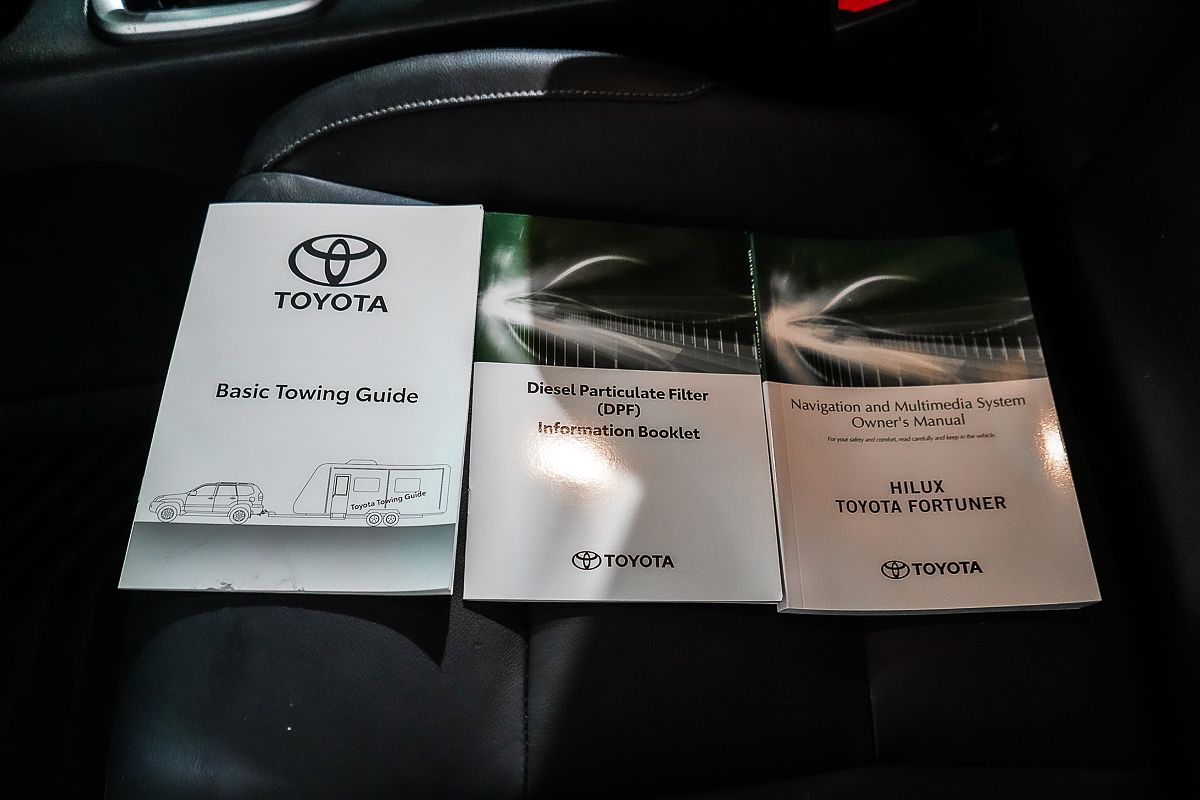 TOYOTA
Basic Towing Guide
Toyota Towing Guide
Diesel Particulate Filter
(DPF)
Information Booklet
TOYOTA
Navigation and Multimedia System
Owner's Manual
For your safety and comfort, read carefully and keep in the vehicle.
HILUX
TOYOTA FORTUNER
TOYOTA